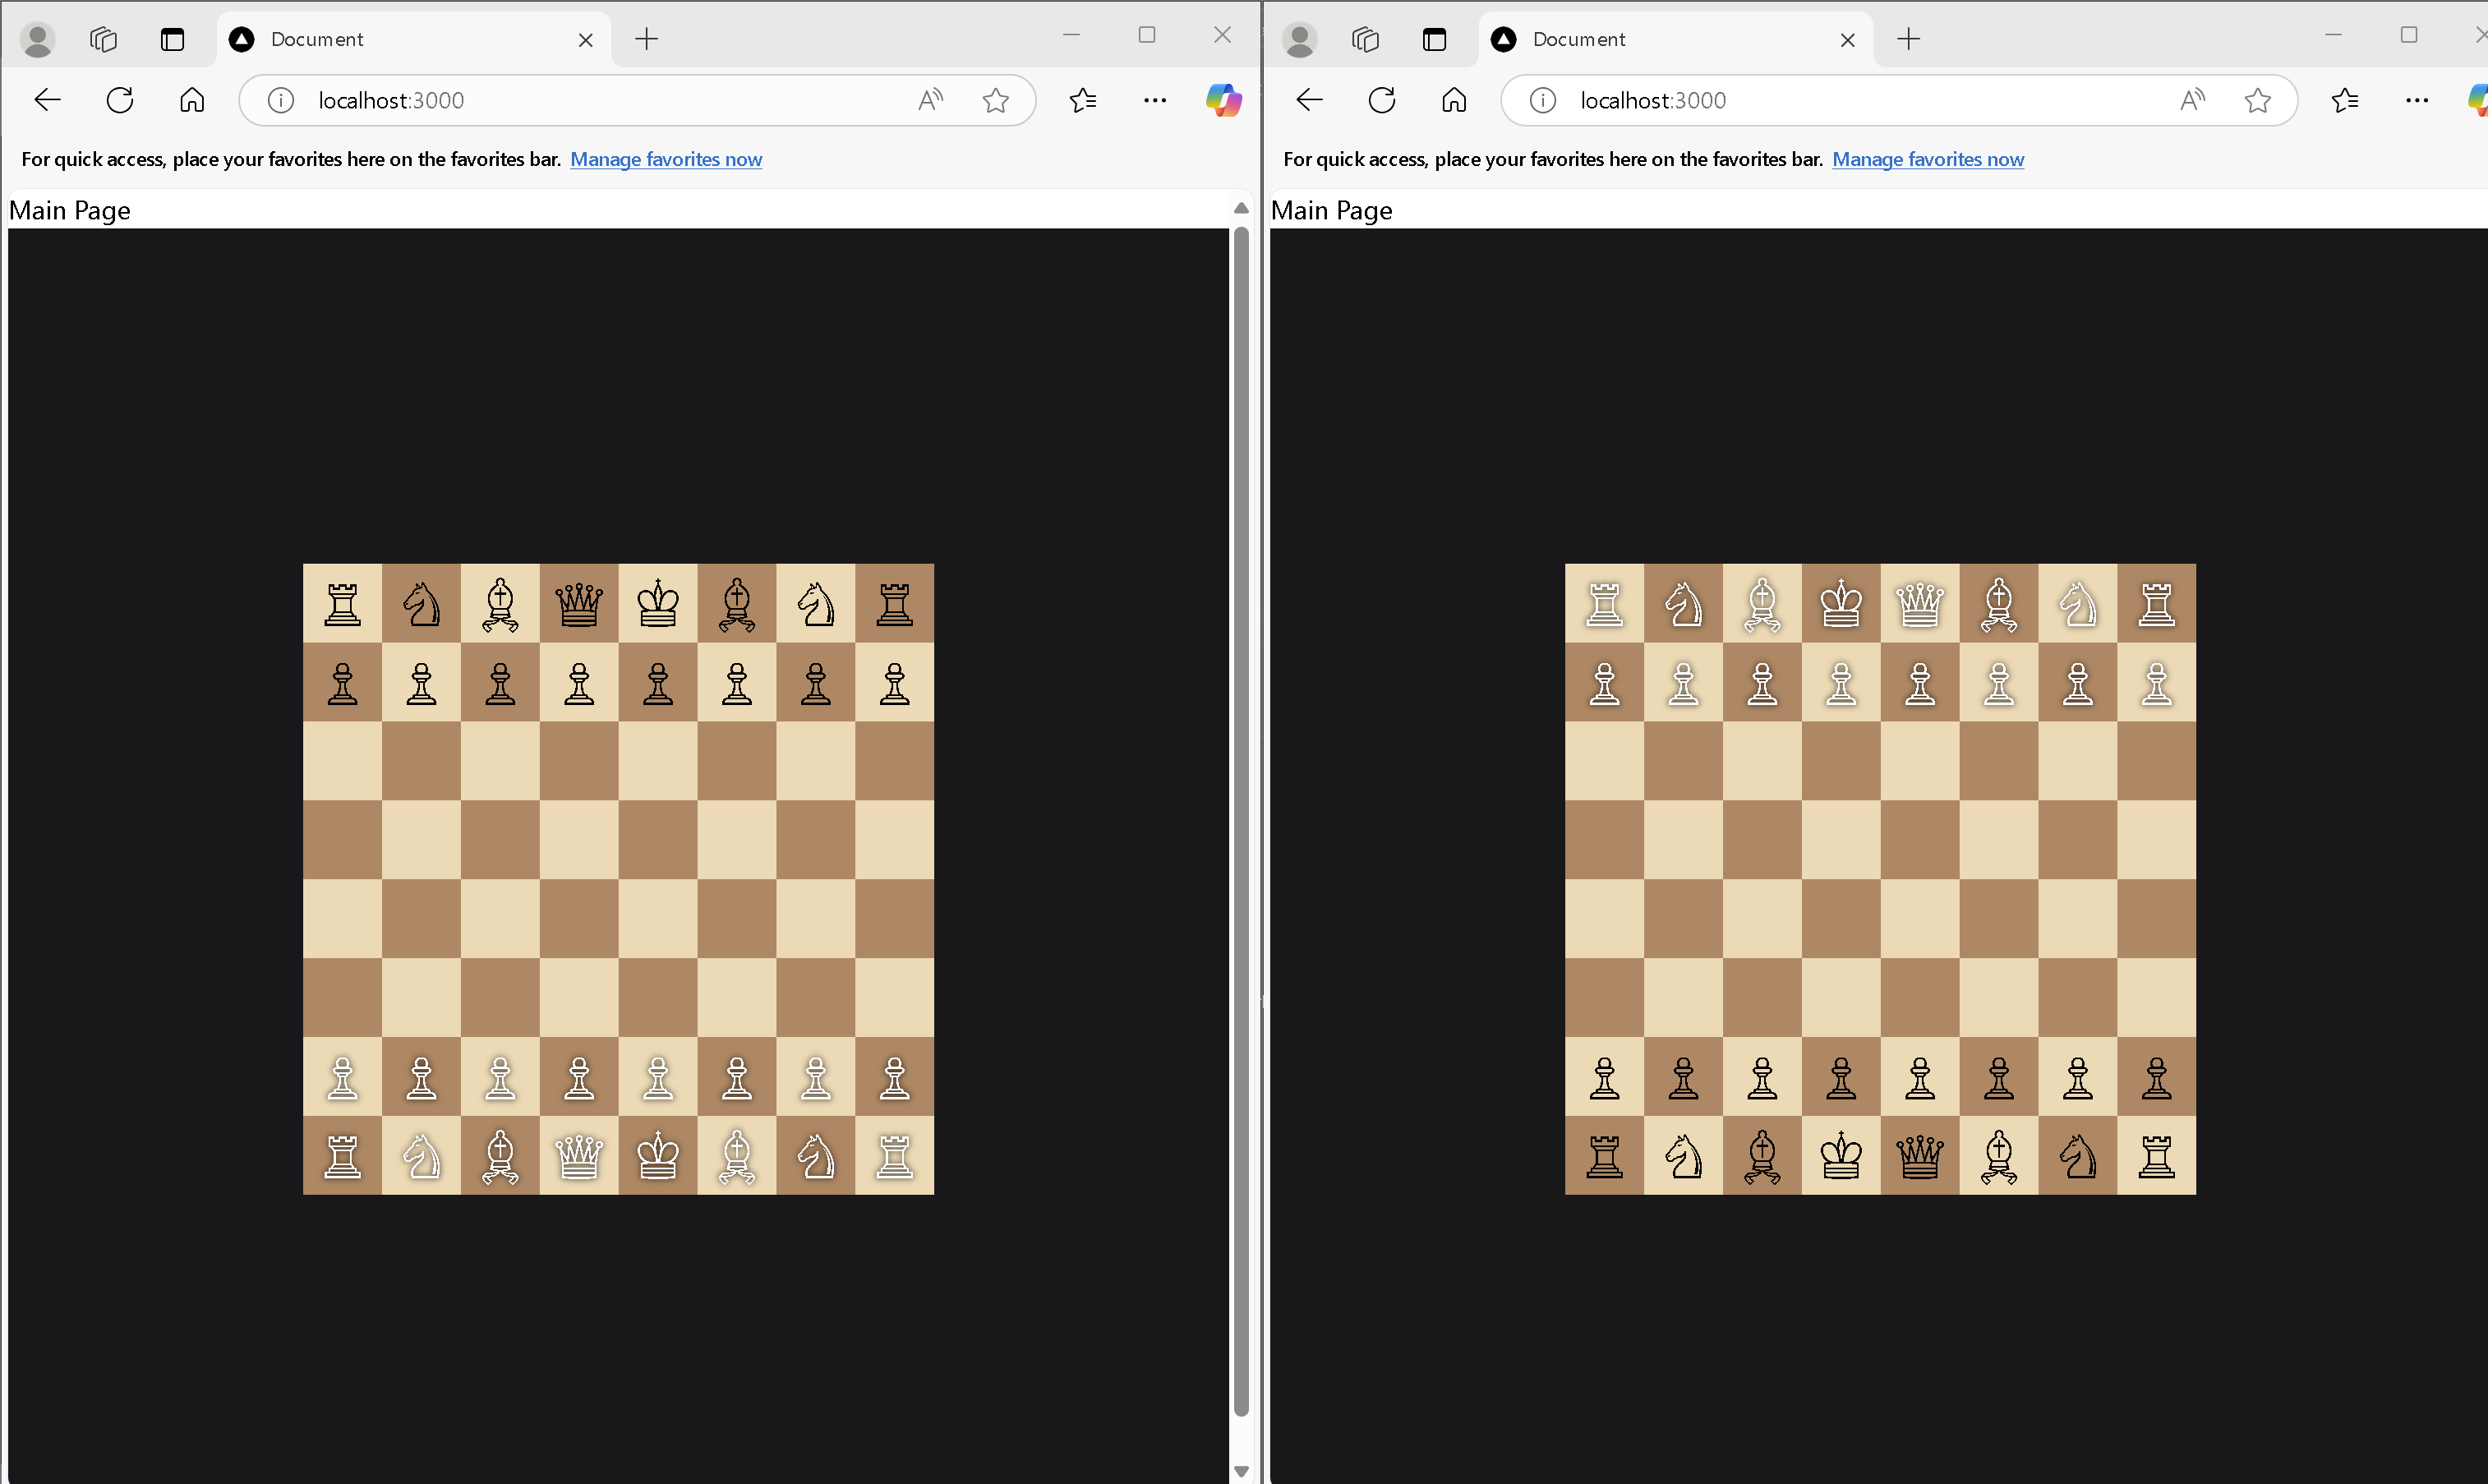 Document
localhost:3000
For quick access, place your favorites here on the favorites bar. Manage favorites now
Main Page
Document
localhost:3000
For quick access, place your favorites here on the favorites bar. Manage favorites now
Main Page